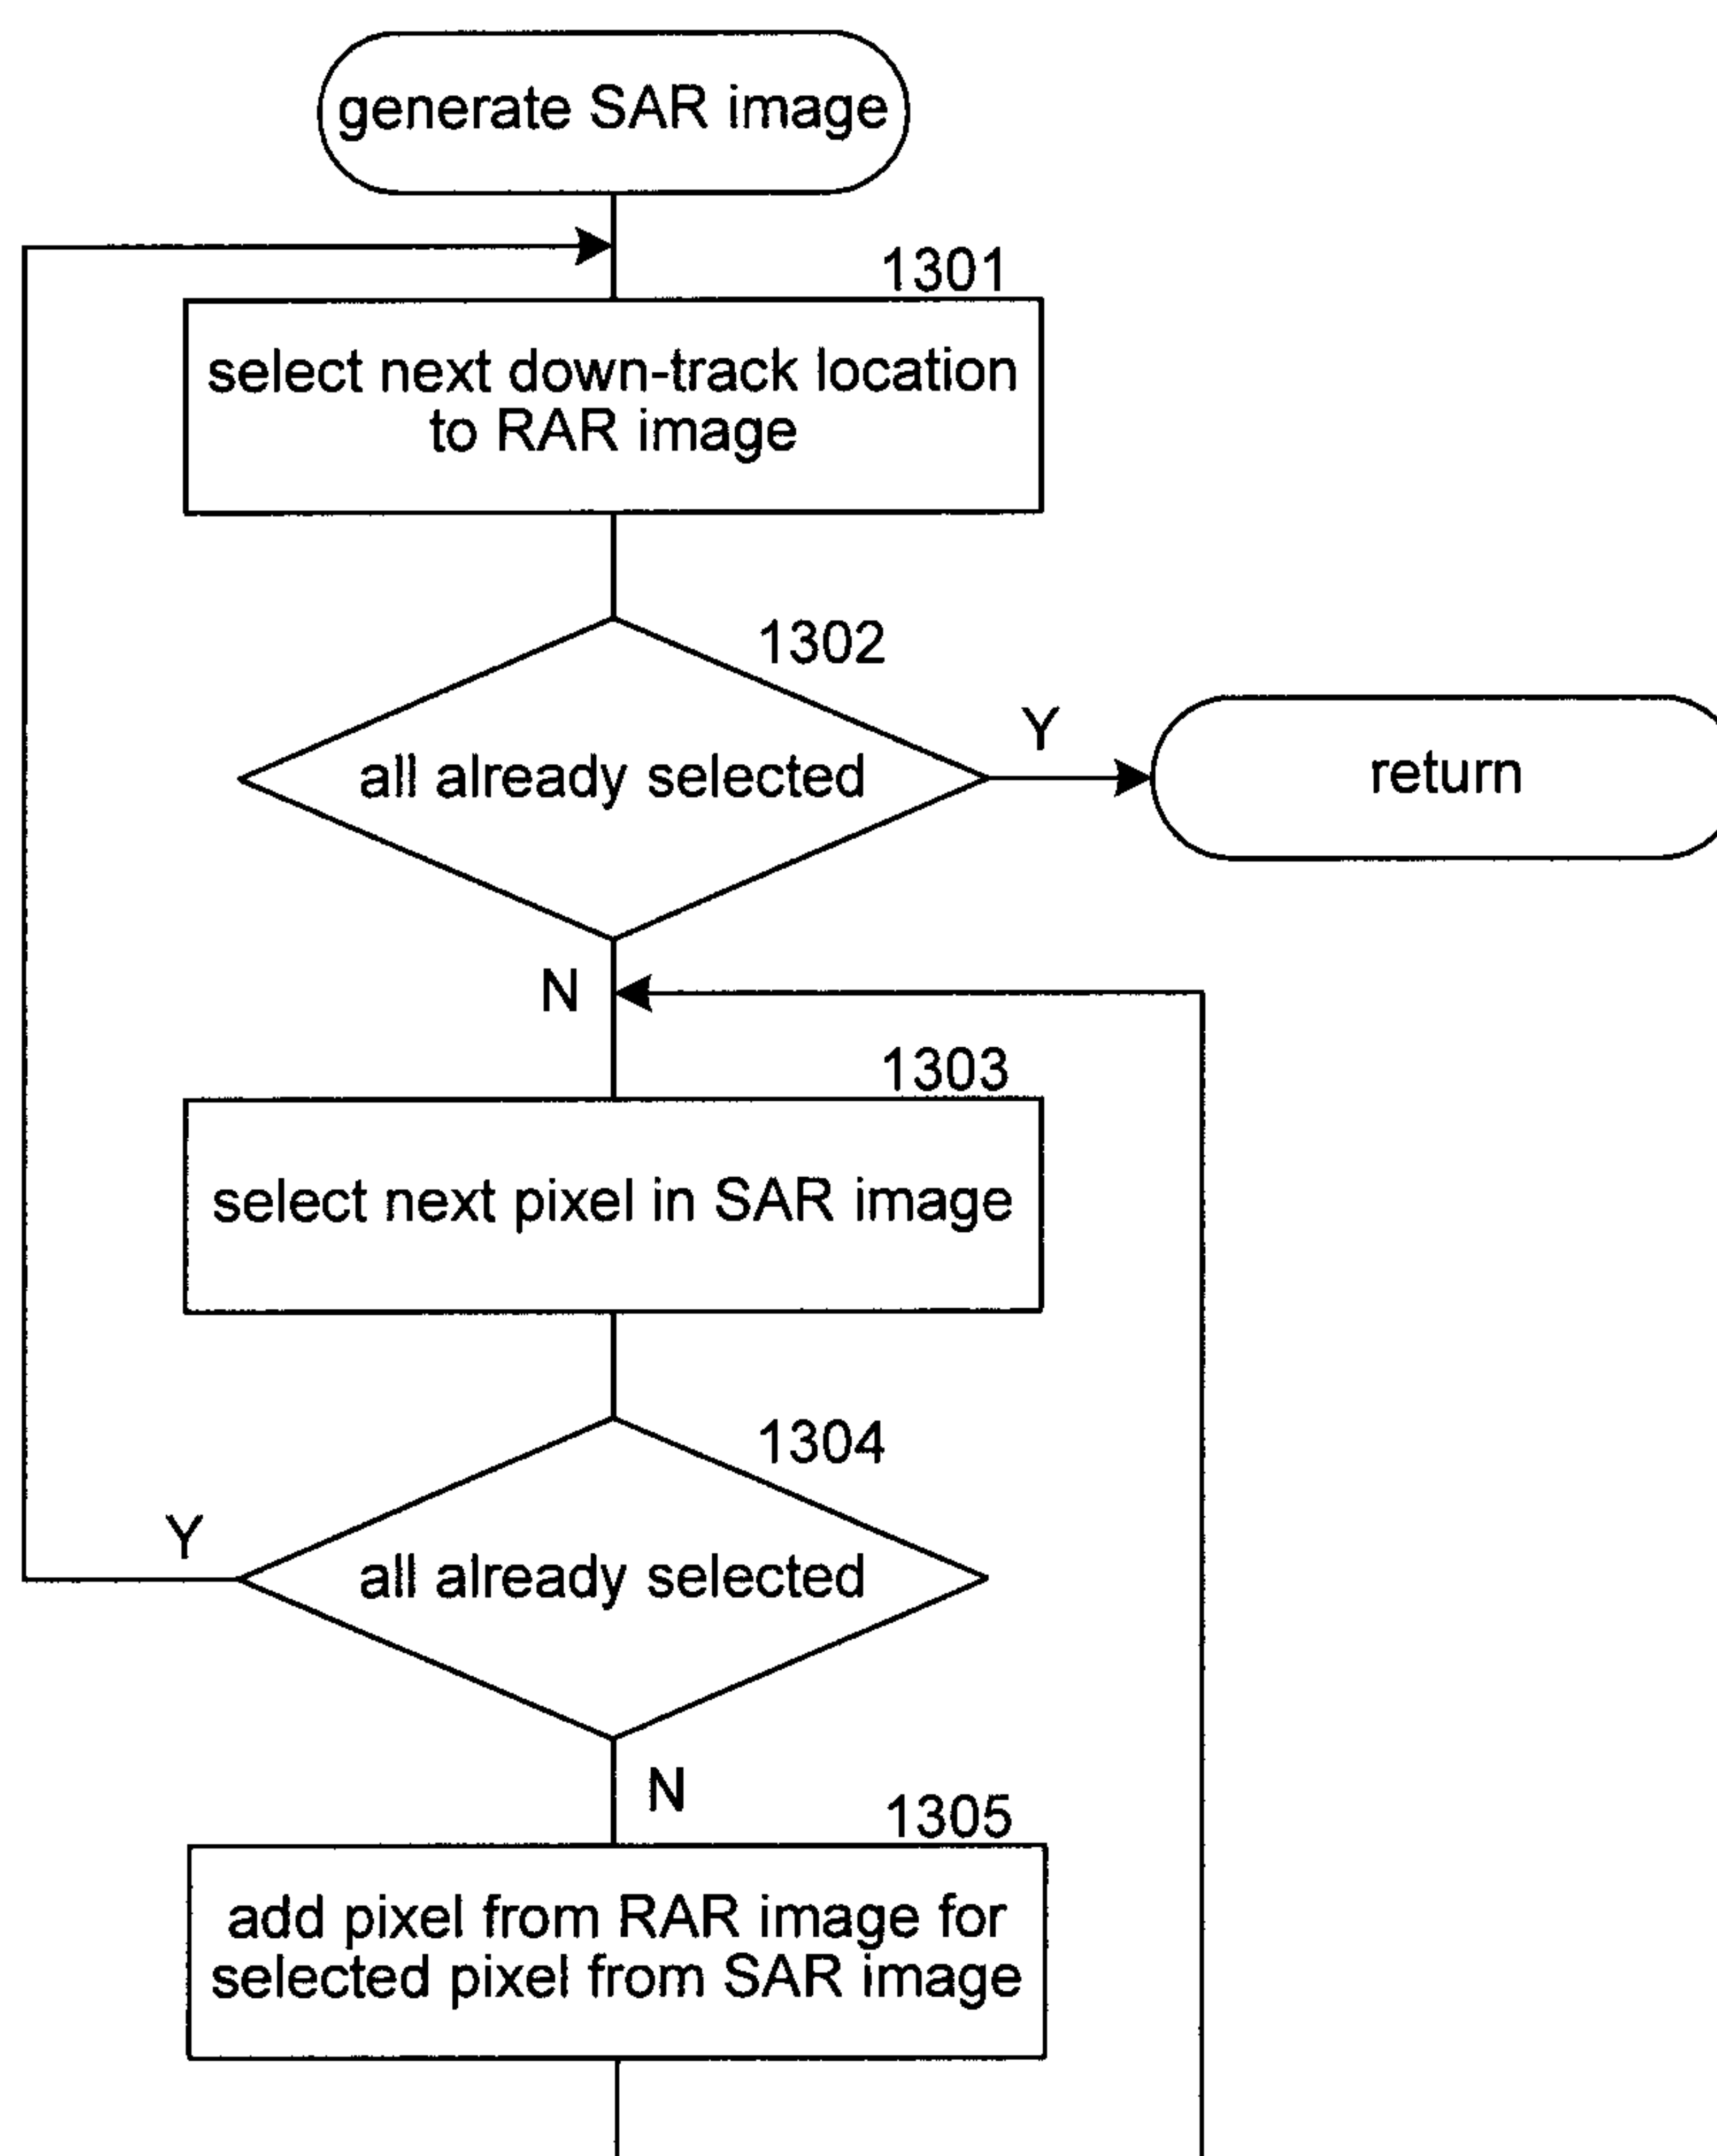 generate SAR image
1301
select next down-track location
to RAR image
1302
all already selected
Y
return
N
1303
select next pixel in SAR image
1304
all already selected
Y
N
1305
add pixel from RAR image for
selected pixel from SAR image